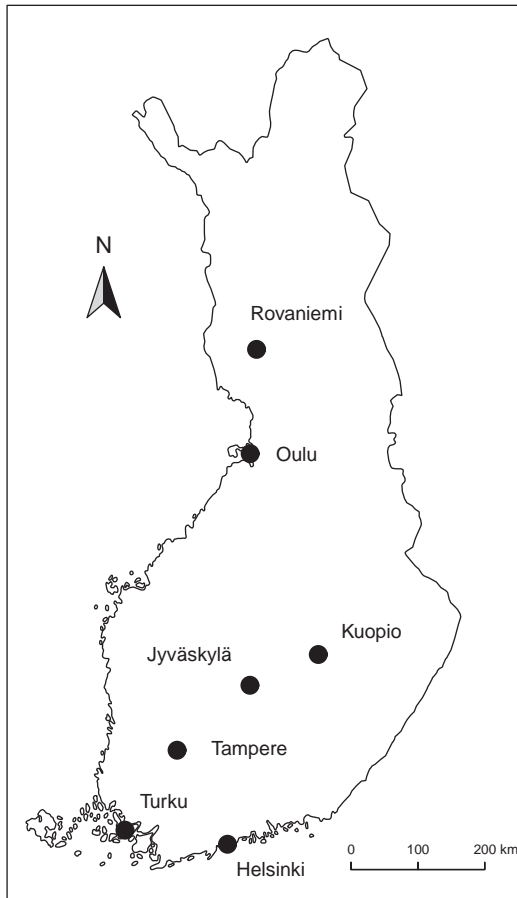 N
Rovaniemi
Oulu
Kuopio
Jyväskylä
Tampere
Turku
Helsinki
0 100 200 km